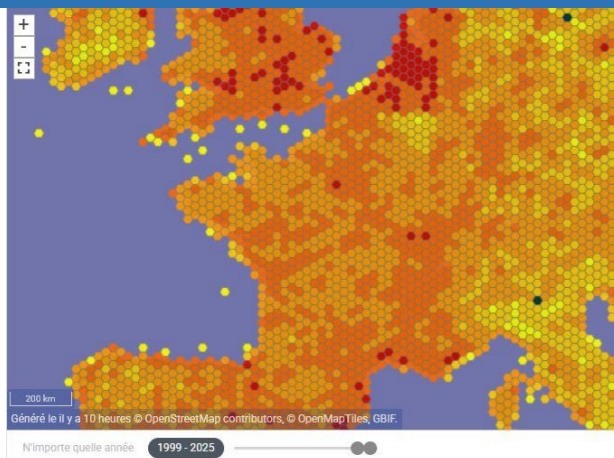 +
-
200 km
Généré le il y a 10 heures © OpenStreetMap contributors, © OpenMapTiles, GBIF.
N'importe quelle année 1999 - 2025